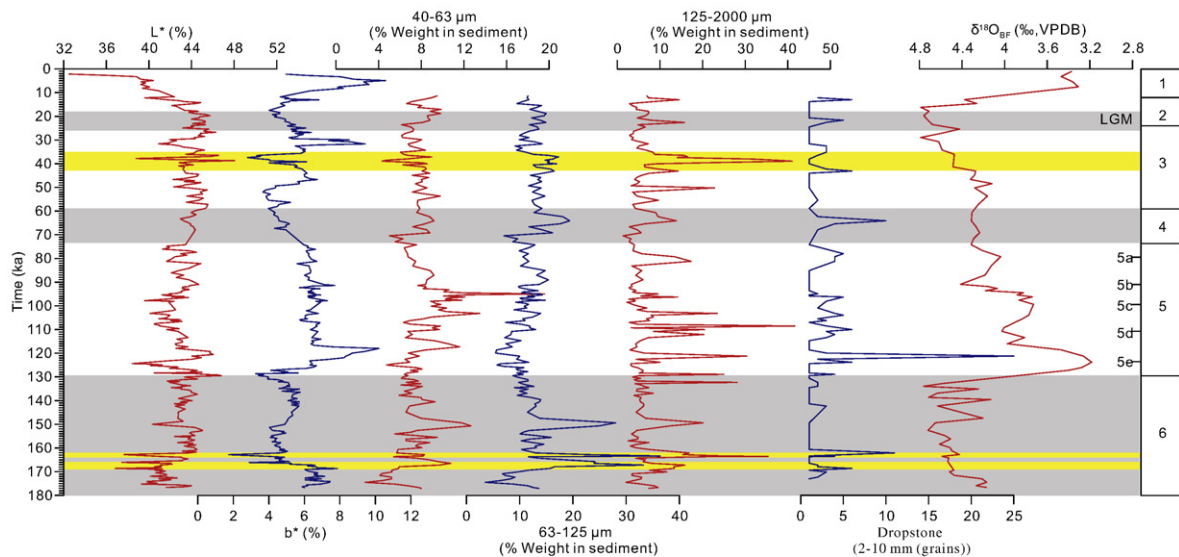 40-63 µm
(% Weight in sediment)
125-2000 µm
(% Weight in sediment)
L* (%)
δ¹⁸O_BF (‰,VPDB)
32 36 40 44 48 52 0 4 8 12 16 20 0 10 20 30 40 50 4.8 4.4 4 3.6 3.2 2.8
Time (ka)
0
10
20
30
40
50
60
70
80
90
100
110
120
130
140
150
160
170
180
LGM
1
2
3
4
5a
5b
5
5c
5d
5e
6
0 2 4 6 8 10 12 0 10 20 30 40 0 5 10 15 20 25
b* (%)
63-125 µm
(% Weight in sediment)
Dropstone
(2-10 mm (grains))